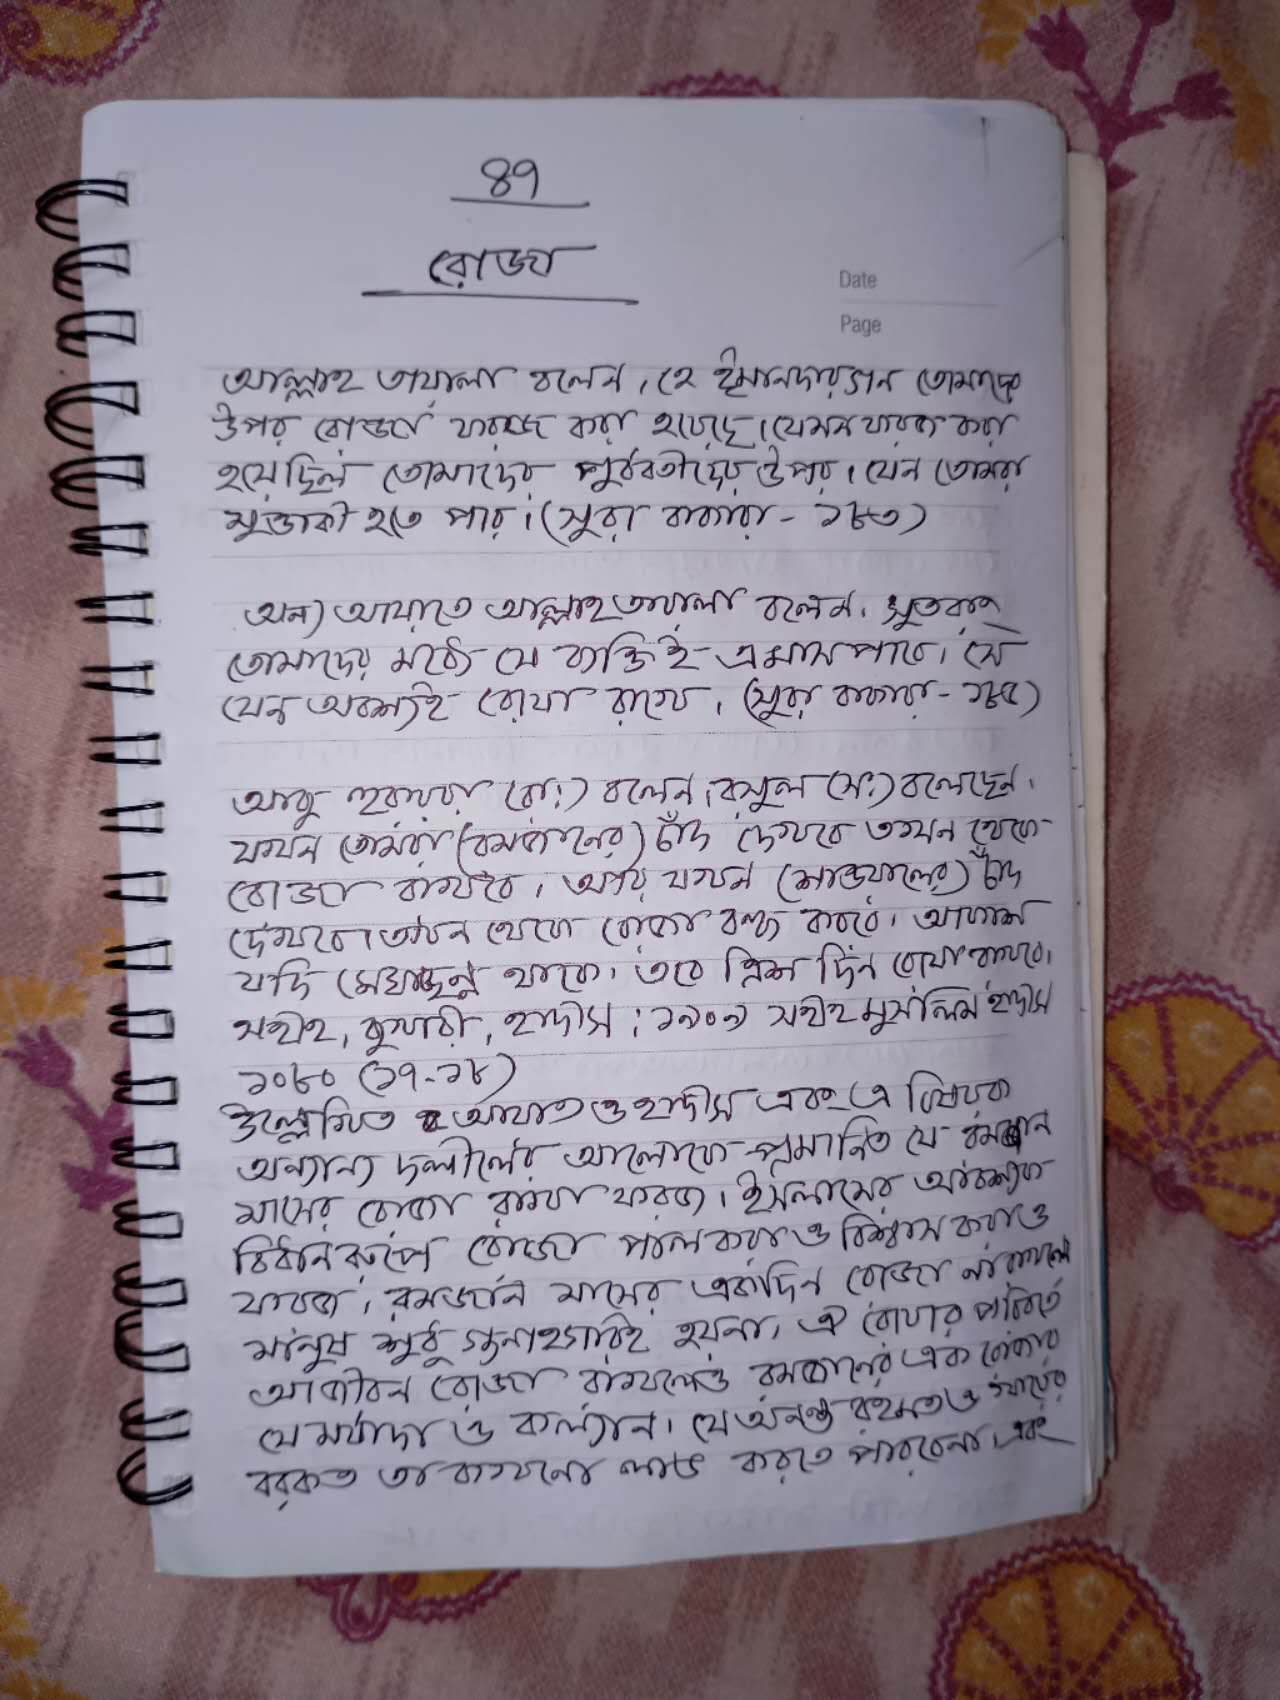 ৪৭
রোজা
Date
Page
আল্লাহ তায়ালা বলেন, হে ঈমানদারগন তোমাদের
উপর রোজা ফরজ করা হয়েছে। যেমন ফরজ করা
হয়েছিল তোমাদের পূর্ববর্তীদের উপর। যেন তোমরা
মুত্তাকী হতে পার। (সুরা বাকারা - ১৮৩)
অন্য আয়াতে আল্লাহ তায়ালা বলেন, সুতরাং
তোমাদের মধ্যে যে ব্যক্তিই এ মাস পাবে। সে
যেন অবশ্যই রোযা রাখে। (সুরা বাকারা - ১৮৫)
আবু হুরায়রা (রা:) বলেন, রসুল (স:) বলেছেন,
যখন তোমরা (রমজানের) চাঁদ দেখবে তখন থেকে
রোজা রাখবে, আর যখন (শাওয়ালের) চাঁদ
দেখবে। তখন থেকে রোজা বন্ধ করবে। আকাশ
যদি মেঘাচ্ছন্ন থাকে। তবে ত্রিশ দিন রোযা রাখবে।
সহীহ, বুখারী, হাদীস: ১৯০৯ সহীহ মুসলিম হাদীস
১০৮০ (১৭-১৮)
উল্লেখিত আয়াত ও হাদীস এবং এ বিষয়ক
অন্যান্য দলীলের আলোকে প্রমানিত যে রমজান
মাসের রোজা রাখা ফরজ। ইসলামের আবশ্যক
বিধান রুপে রোজা পালন করা ও বিশ্বাস করাও
ফরজ। রমজান মাসের একদিন রোজা না রাখলে
মানুষ শুধু গুনাহগারই হয়না, ঐ রোযার পরিবর্তে
আজীবন রোজা রাখলেও রমজানের এক রোজার
যে মর্যাদা ও কল্যান। যে অনন্ত রহমত ও খায়ের
বরকত তা কখনো লাভ করতে পারবেনা এবং